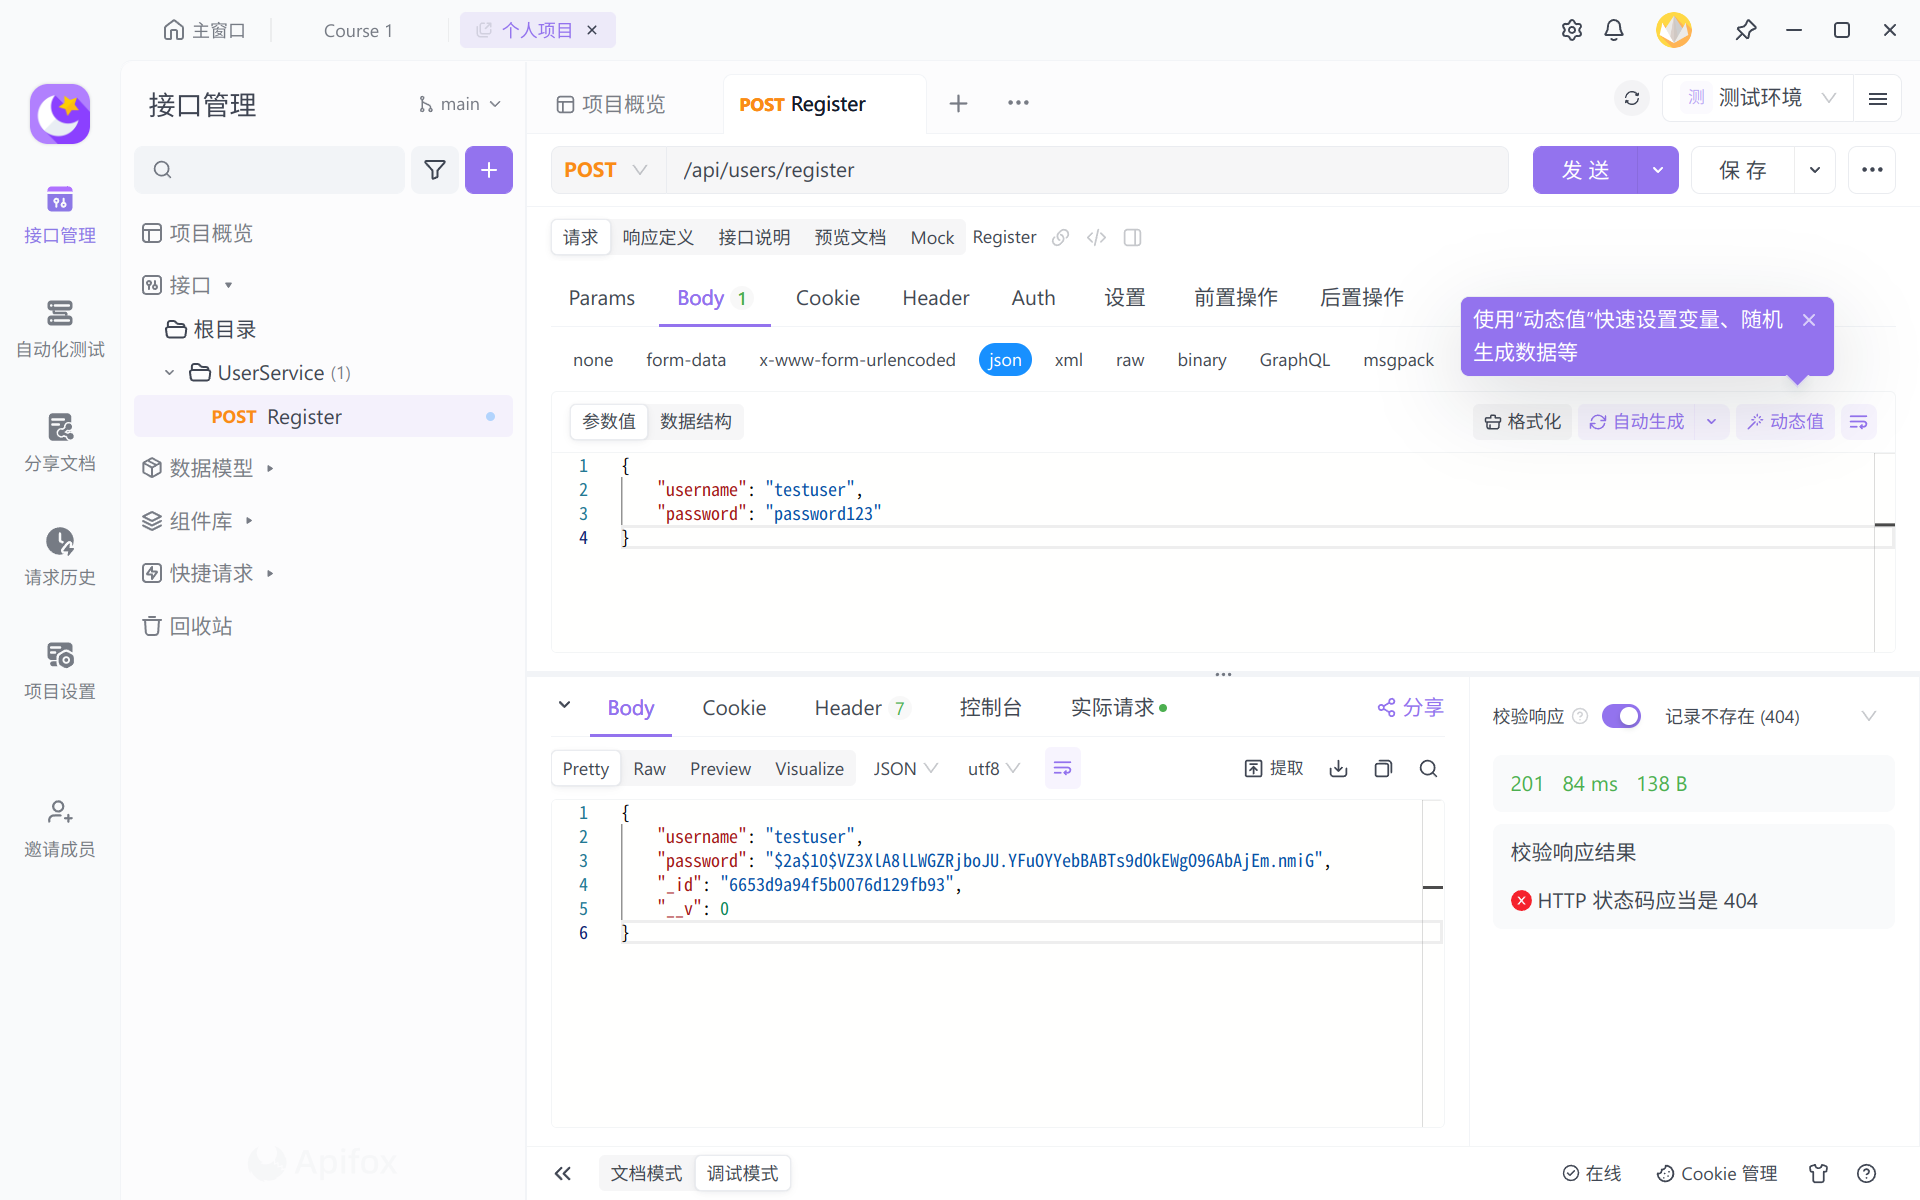 主窗口
Course 1
个人项目
接口管理
main
项目概览
POST Register
测 测试环境
POST
/api/users/register
发 送
保 存
接口管理
自动化测试
分享文档
请求历史
项目设置
邀请成员
项目概览
接口
根目录
UserService (1)
POST Register
数据模型
组件库
快捷请求
回收站
请求
响应定义
接口说明
预览文档
Mock
Register
Params
Body 1
Cookie
Header
Auth
设置
前置操作
后置操作
使用“动态值”快速设置变量、随机
生成数据等
none
form-data
x-www-form-urlencoded
json
xml
raw
binary
GraphQL
msgpack
参数值
数据结构
格式化
自动生成
动态值
1 {
2 "username": "testuser",
3 "password": "password123"
4 }
Body
Cookie
Header 7
控制台
实际请求
分享
Pretty
Raw
Preview
Visualize
JSON
utf8
提取
1 {
2 "username": "testuser",
3 "password": "$2a$10$VZ3XlA8lLWGZRjboJU.YFuOYYebBABTs9dOkEWgO96AbAjEm.nmiG",
4 "_id": "6653d9a94f5b0076d129fb93",
5 "__v": 0
6 }
校验响应
记录不存在 (404)
201 84 ms 138 B
校验响应结果
HTTP 状态码应当是 404
Apifox
文档模式
调试模式
在线
Cookie 管理